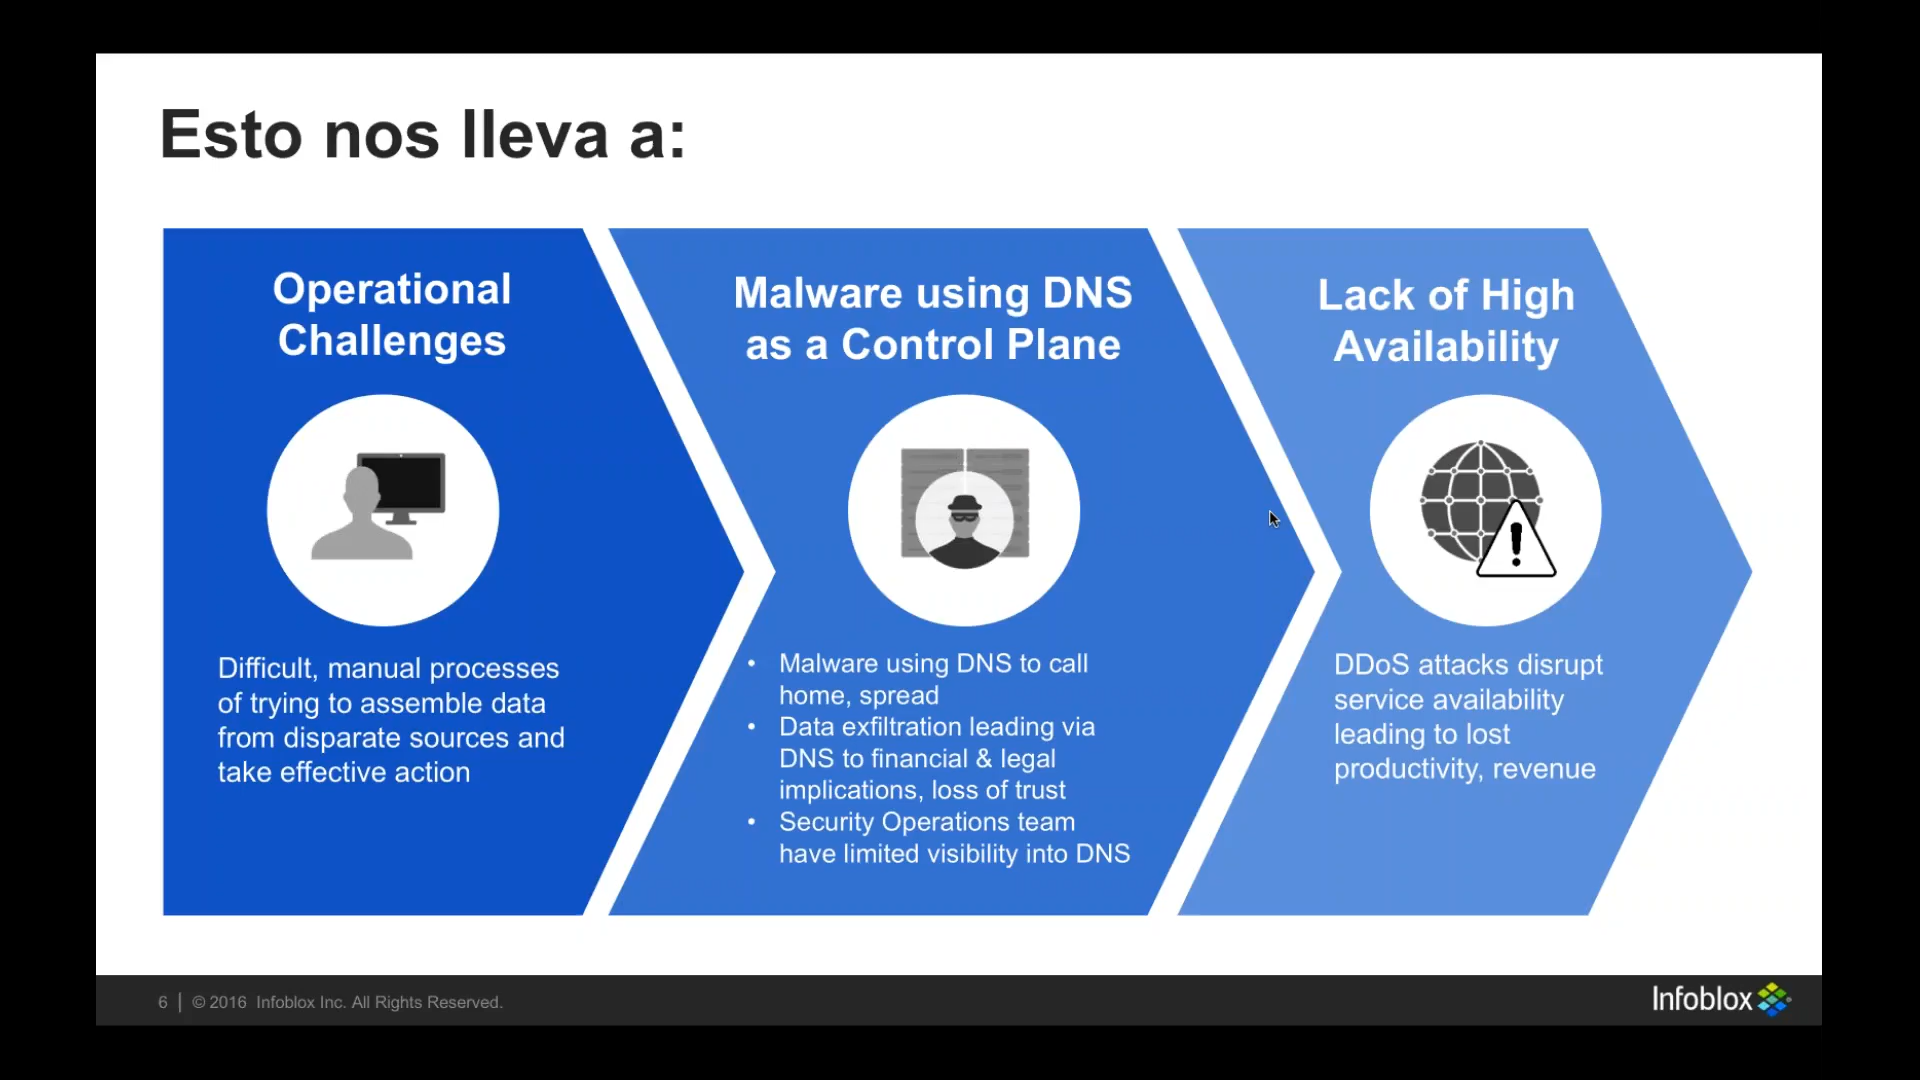 Esto nos lleva a:
Operational
Challenges
Difficult, manual processes
of trying to assemble data
from disparate sources and
take effective action
Malware using DNS
as a Control Plane
• Malware using DNS to call
home, spread
• Data exfiltration leading via
DNS to financial & legal
implications, loss of trust
• Security Operations team
have limited visibility into DNS
Lack of High
Availability
DDoS attacks disrupt
service availability
leading to lost
productivity, revenue
6 | © 2016 Infoblox Inc. All Rights Reserved.
Infoblox